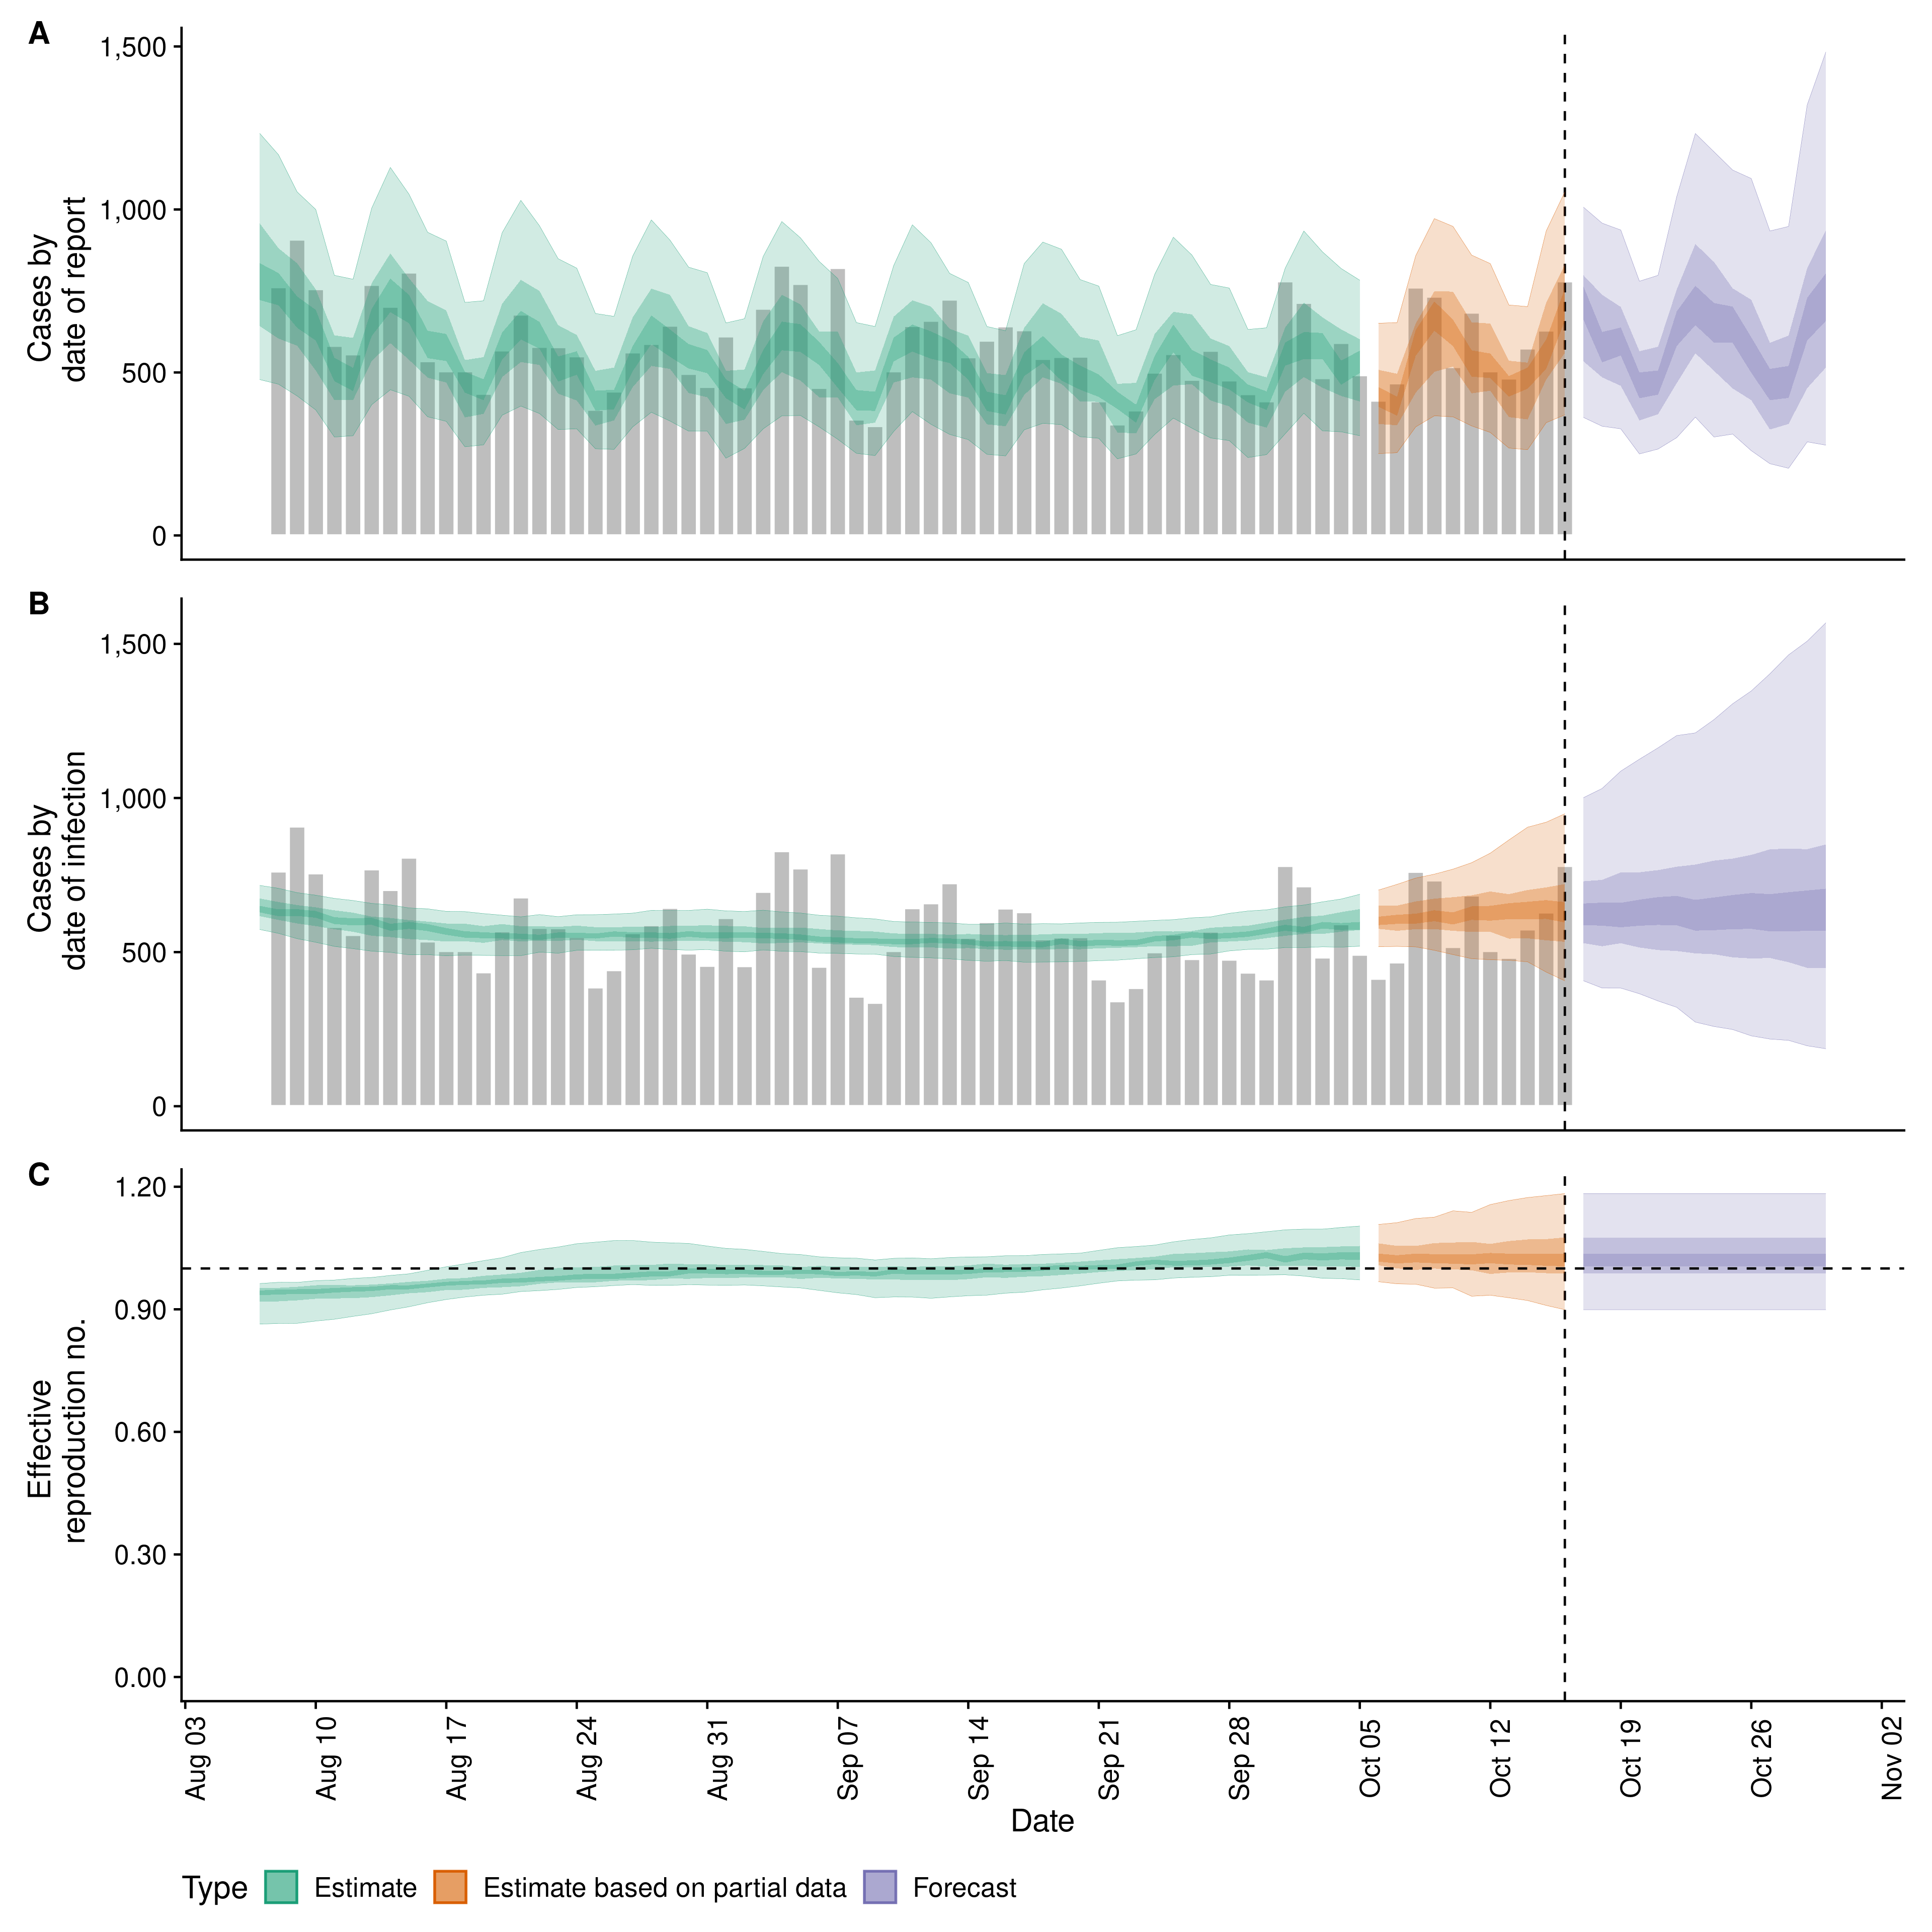 A
1,500
1,000
500
0
Cases by
date of report
B
1,500
1,000
500
0
Cases by
date of infection
C
1.20
0.90
0.60
0.30
0.00
Effective
reproduction no.
Aug 03
Aug 10
Aug 17
Aug 24
Aug 31
Sep 07
Sep 14
Sep 21
Sep 28
Oct 05
Oct 12
Oct 19
Oct 26
Nov 02
Date
Type Estimate Estimate based on partial data Forecast